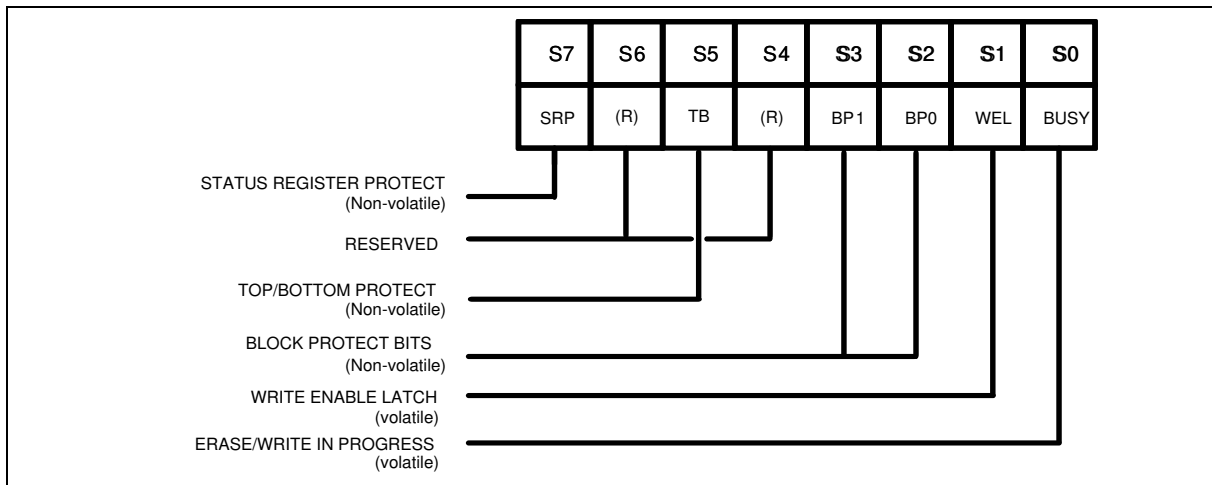 S7 S6 S5 S4 S3 S2 S1 S0
SRP (R) TB (R) BP1 BP0 WEL BUSY
STATUS REGISTER PROTECT
(Non-volatile)
RESERVED
TOP/BOTTOM PROTECT
(Non-volatile)
BLOCK PROTECT BITS
(Non-volatile)
WRITE ENABLE LATCH
(volatile)
ERASE/WRITE IN PROGRESS
(volatile)